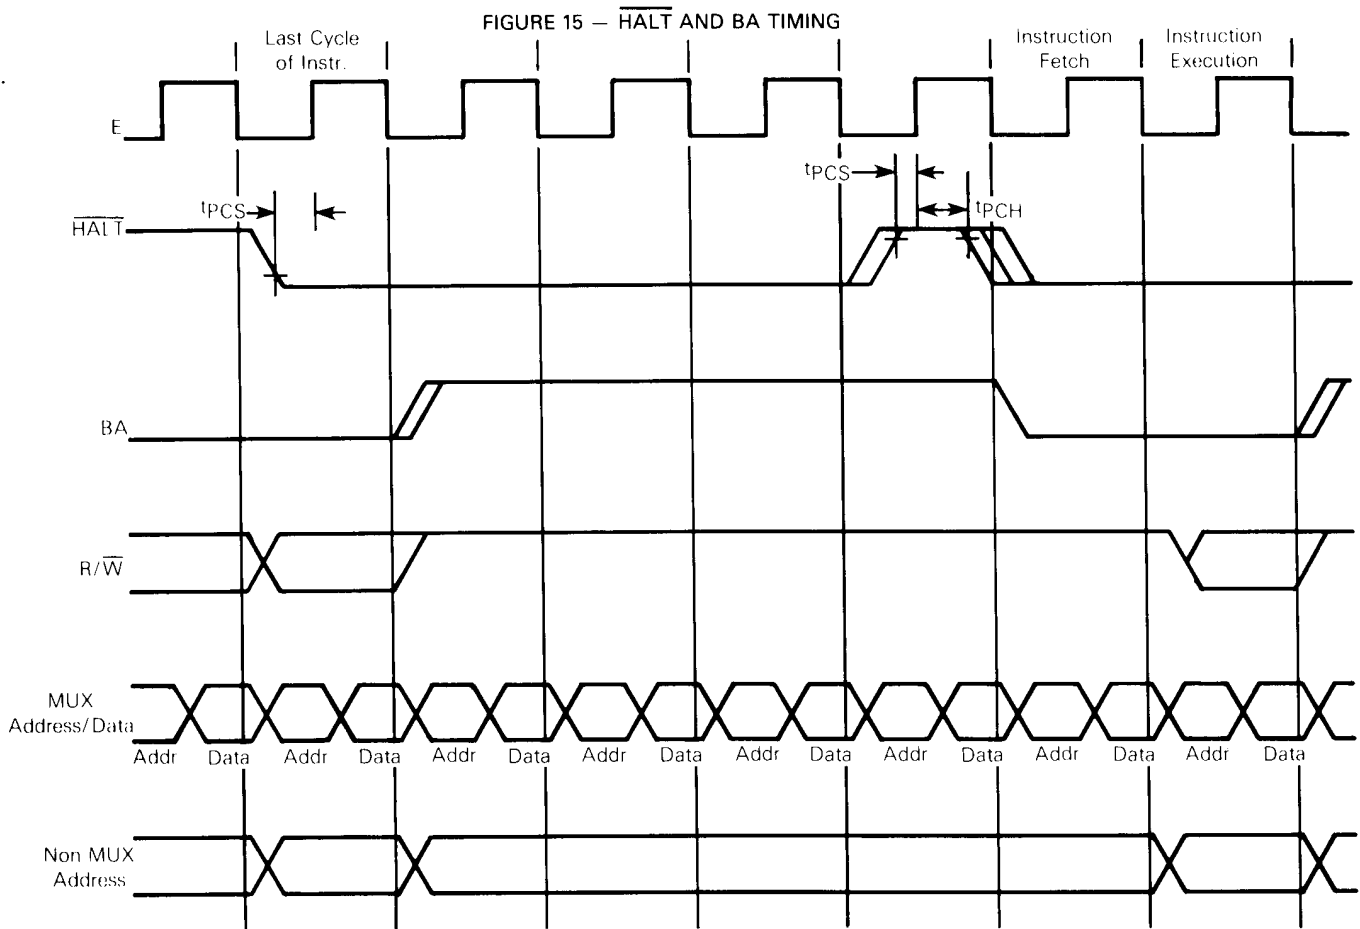 FIGURE 15 — H̅A̅L̅T̅ AND BA TIMING
Last Cycle
of Instr.
Instruction
Fetch
Instruction
Execution
E
tPCS
tPCS
tPCH
H̅A̅L̅T̅
BA
R/W̅
MUX
Address/Data
Addr Data Addr Data Addr Data Addr Data Addr Data Addr Data Addr Data Addr Data
Non MUX
Address